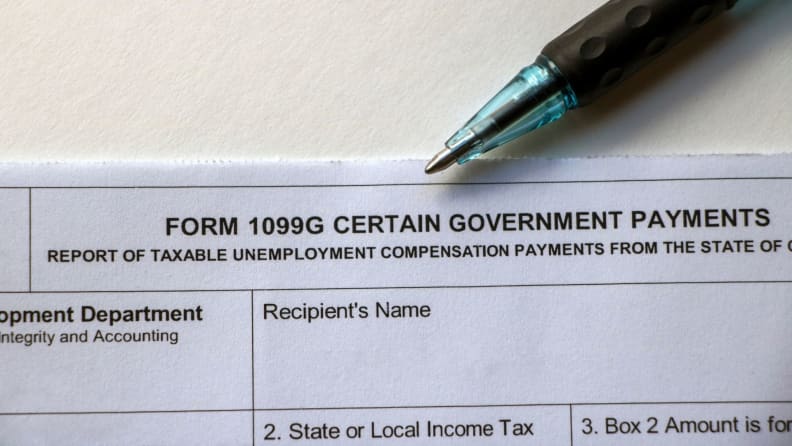 FORM 1099G CERTAIN GOVERNMENT PAYMENTS
REPORT OF TAXABLE UNEMPLOYMENT COMPENSATION PAYMENTS FROM THE STATE OF
opment Department
Integrity and Accounting
Recipient's Name
2. State or Local Income Tax
3. Box 2 Amount is for